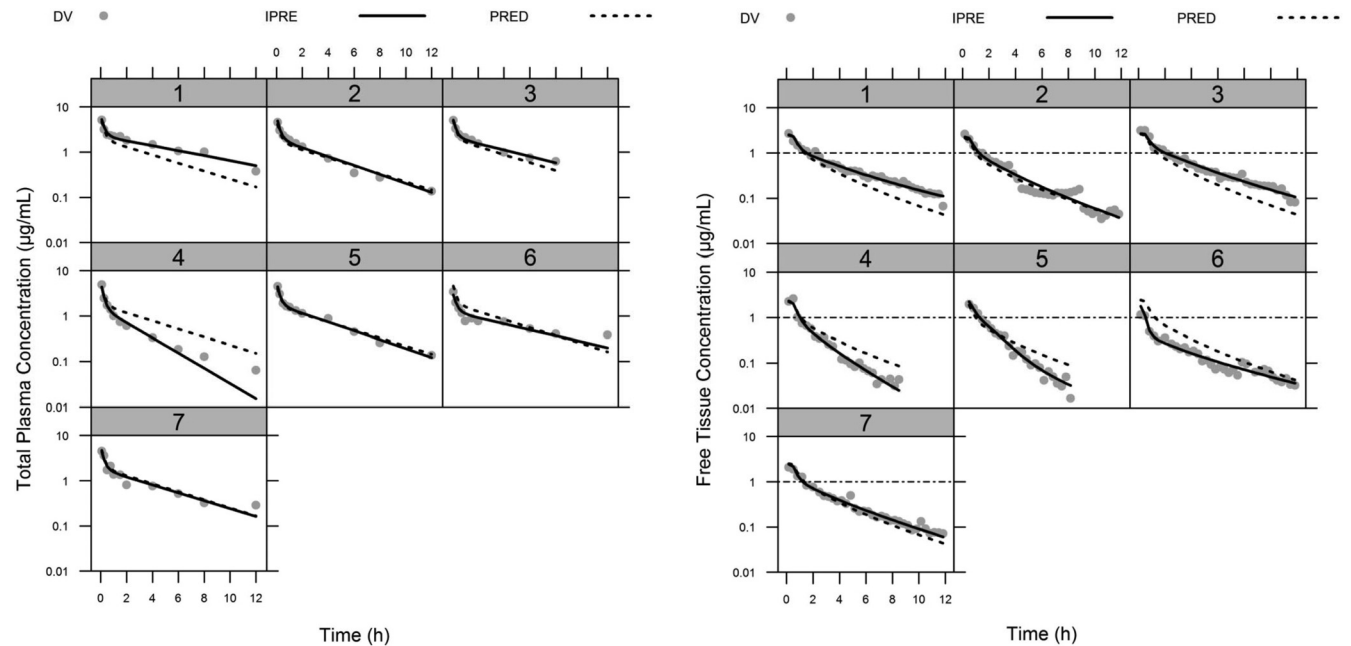 DV IPRE PRED
0 2 4 6 8 10 12
1 2 3
10
1
0.1
0.01
4 5 6
10
1
0.1
0.01
7
10
1
0.1
0.01
0 2 4 6 8 10 12
Total Plasma Concentration (µg/mL)
Time (h)
DV IPRE PRED
0 2 4 6 8 10 12
1 2 3
10
1
0.1
0.01
4 5 6
10
1
0.1
0.01
7
10
1
0.1
0.01
0 2 4 6 8 10 12
Free Tissue Concentration (µg/mL)
Time (h)